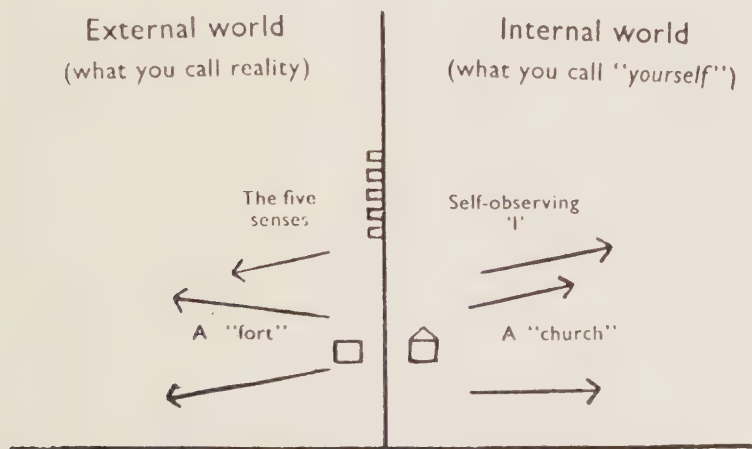 External world
(what you call reality)
Internal world
(what you call "yourself")
The five
senses
Self-observing
'I'
A "fort"
A "church"